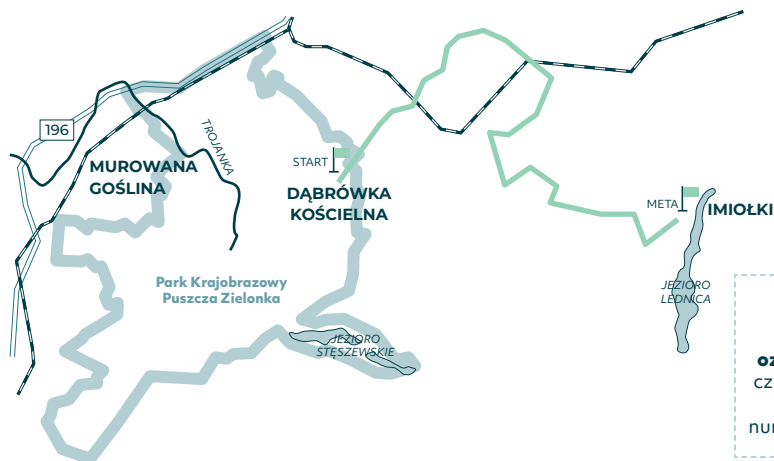 196
TROJANKA
MUROWANA
GOŚLINA
START
DĄBRÓWKA
KOŚCIELNA
META
IMIOŁKI
Park Krajobrazowy
Puszcza Zielonka
JEZIORO
LEDNICA
JEZIORO
STĘSZEWSKIE